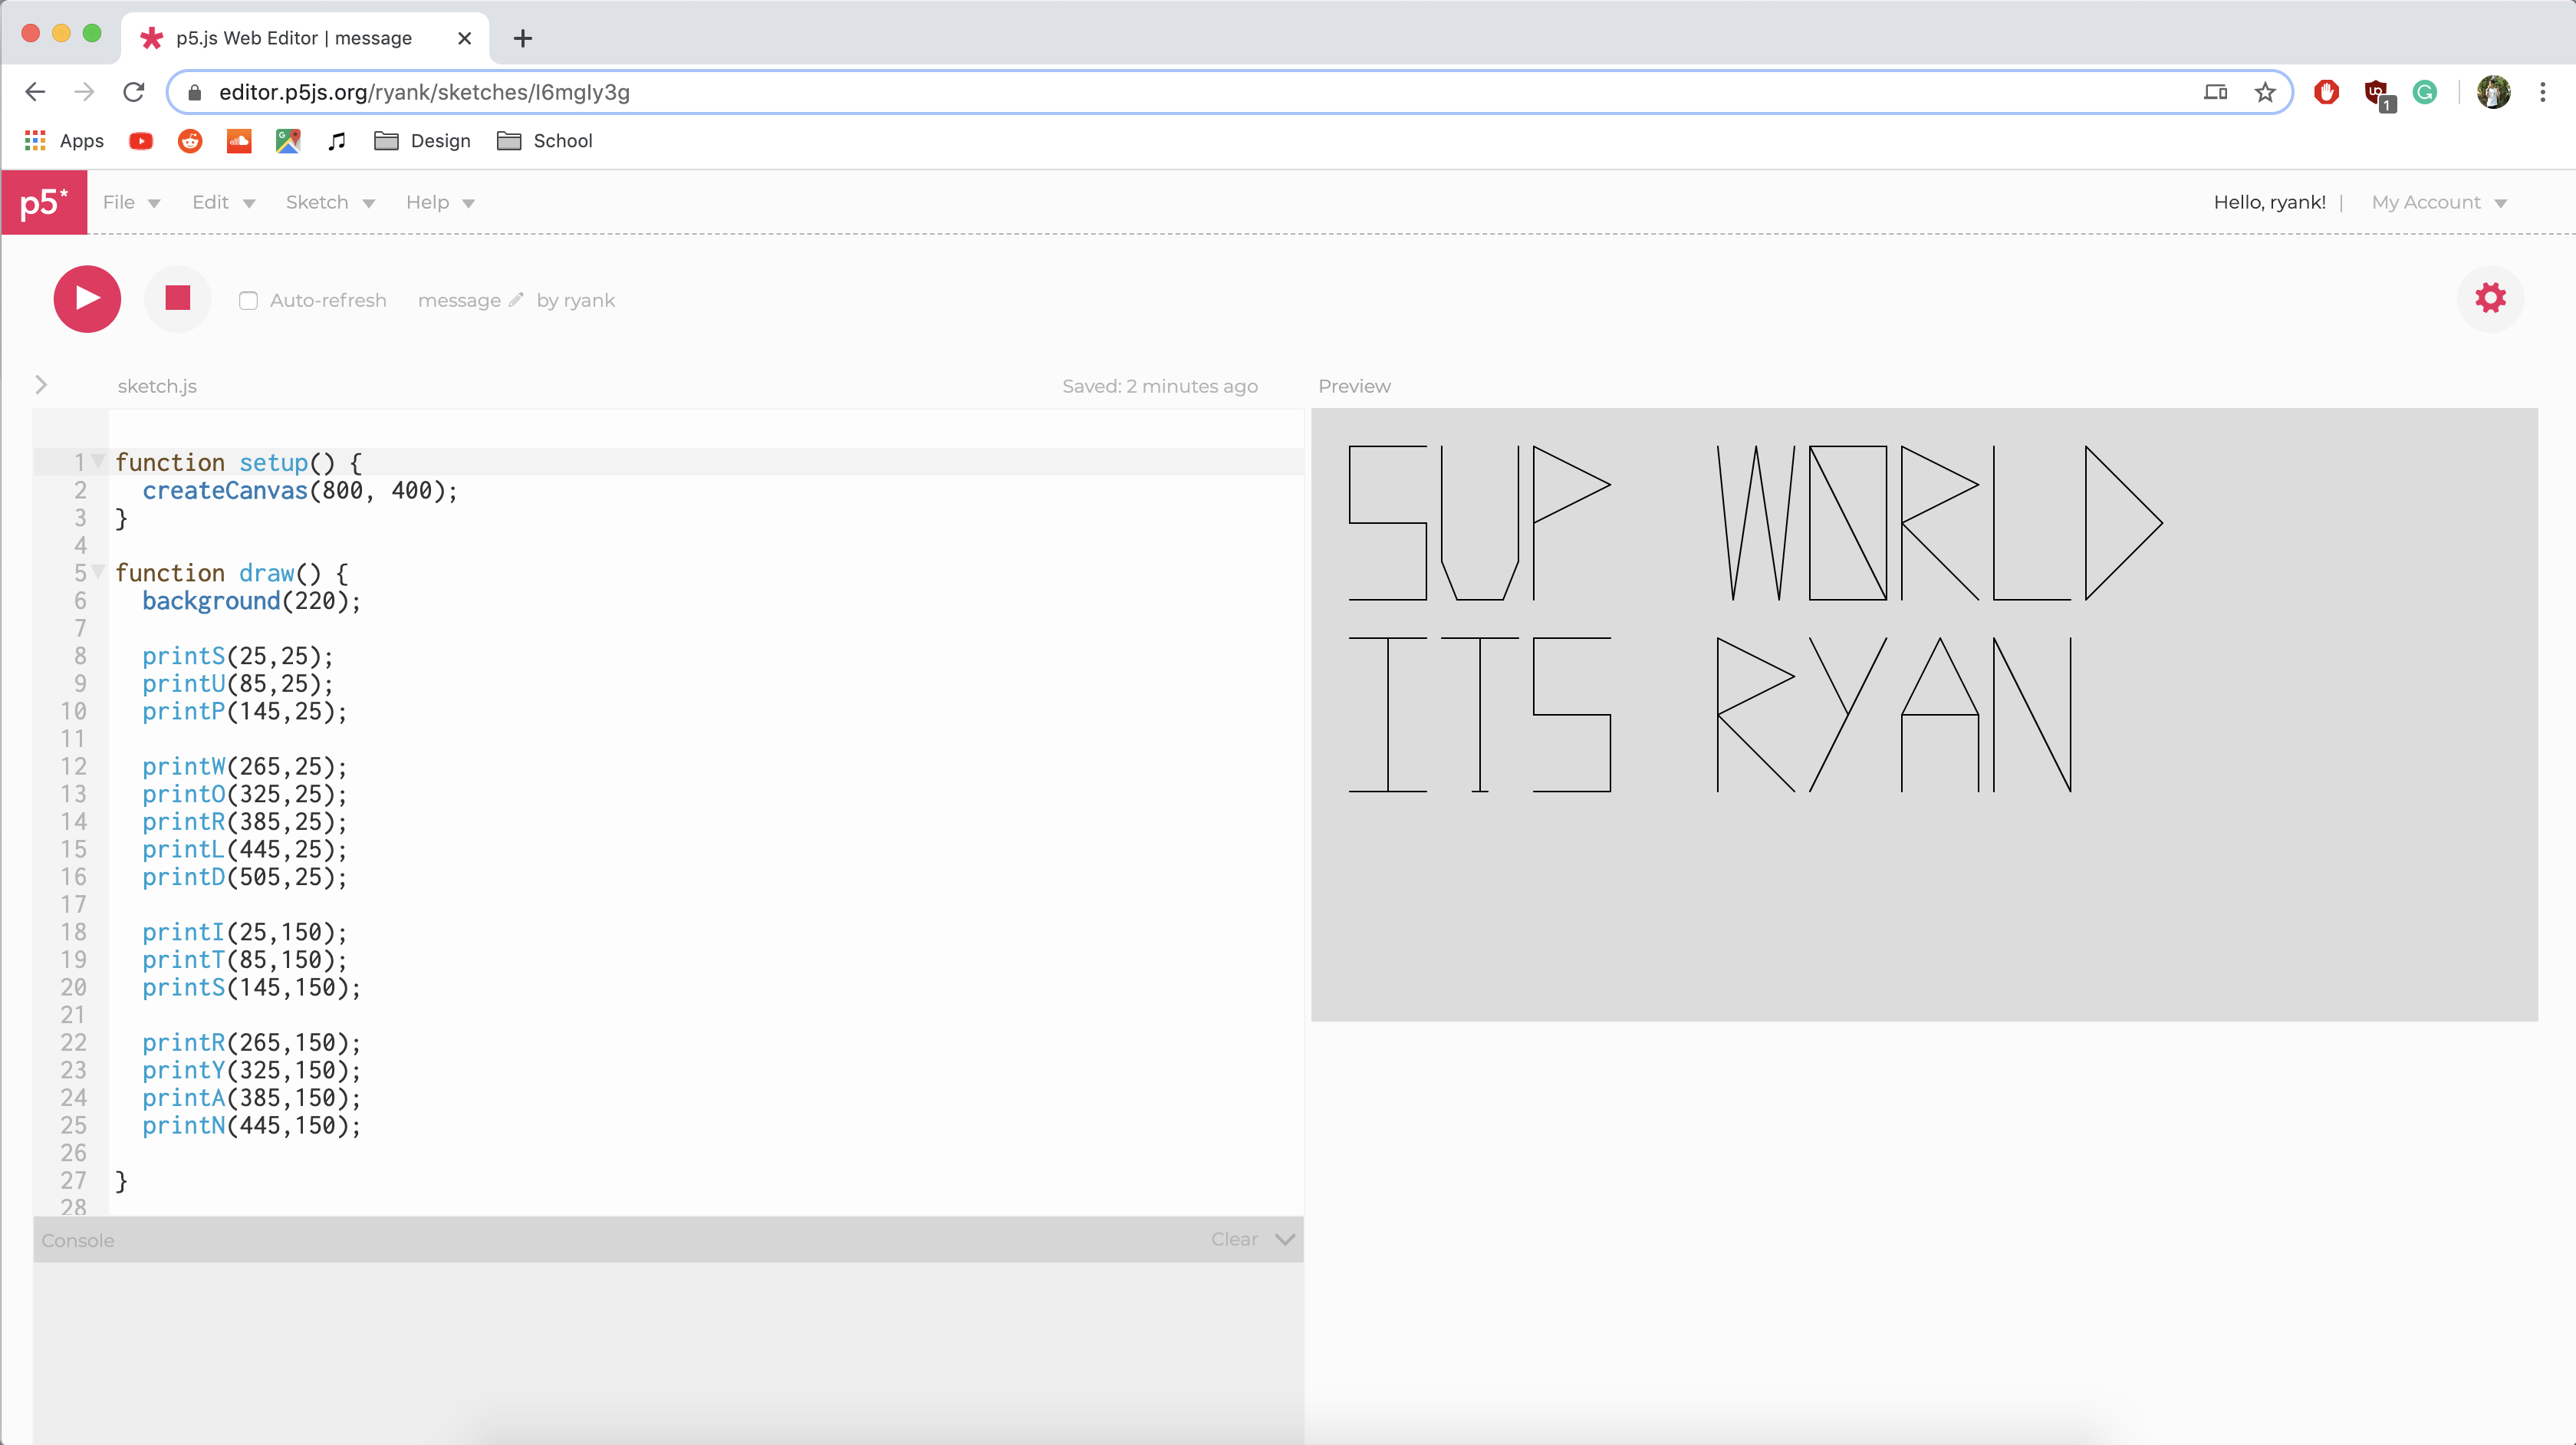 p5.js Web Editor | message
editor.p5js.org/ryank/sketches/l6mgly3g
1
Apps Design School
p5* File Edit Sketch Help Hello, ryank! | My Account
Auto-refresh message by ryank
sketch.js Saved: 2 minutes ago Preview
1 function setup() {
2 createCanvas(800, 400);
3 }
4
5 function draw() {
6 background(220);
7
8 printS(25,25);
9 printU(85,25);
10 printP(145,25);
11
12 printW(265,25);
13 printO(325,25);
14 printR(385,25);
15 printL(445,25);
16 printD(505,25);
17
18 printI(25,150);
19 printT(85,150);
20 printS(145,150);
21
22 printR(265,150);
23 printY(325,150);
24 printA(385,150);
25 printN(445,150);
26
27 }
28
SUP WORLD
ITS RYAN
Console Clear